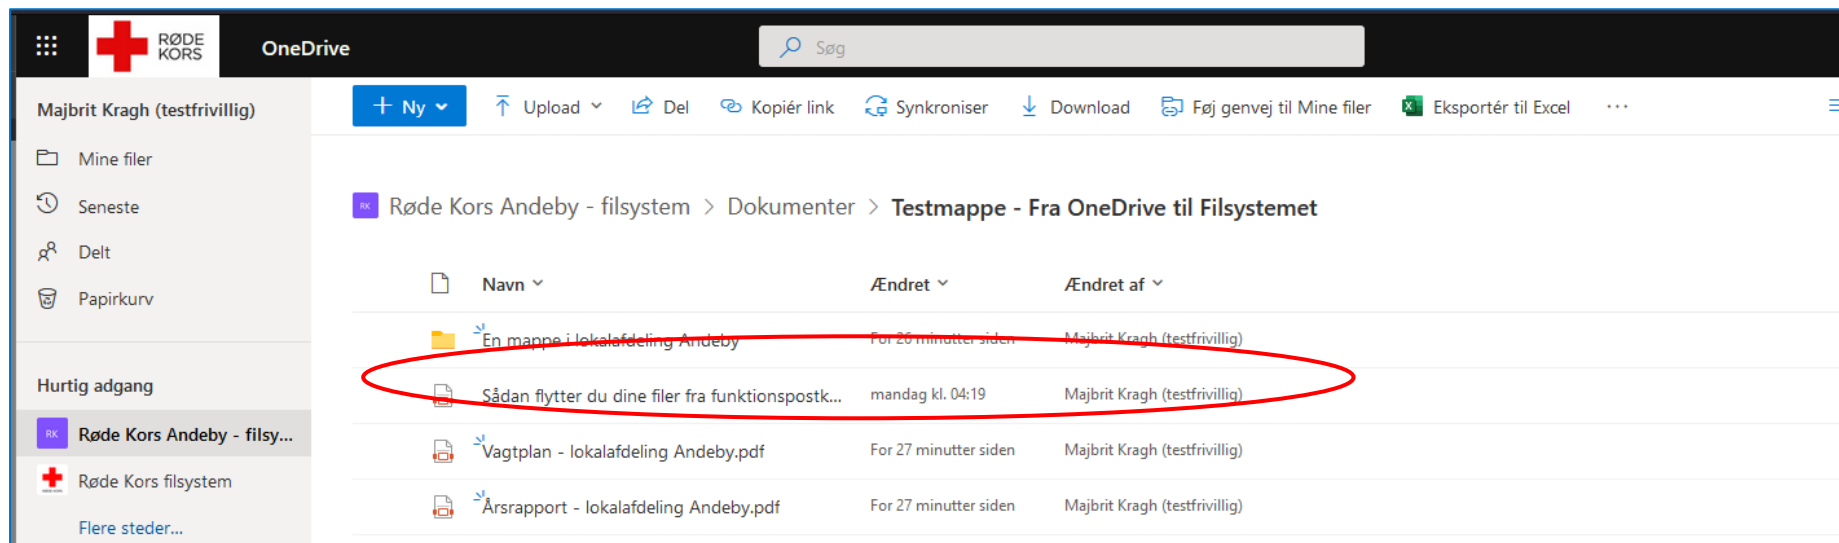 RØDE
KORS
OneDrive
Søg
Majbrit Kragh (testfrivillig)
Mine filer
Seneste
Delt
Papirkurv
Hurtig adgang
RK Røde Kors Andeby - filsy...
Røde Kors filsystem
Flere steder...
Ny Upload Del Kopiér link Synkroniser Download Føj genvej til Mine filer Eksportér til Excel ...
RK Røde Kors Andeby - filsystem > Dokumenter > Testmappe - Fra OneDrive til Filsystemet
Navn Ændret Ændret af
En mappe i lokalafdeling Andeby For 26 minutter siden Majbrit Kragh (testfrivillig)
Sådan flytter du dine filer fra funktionspostk... mandag kl. 04:19 Majbrit Kragh (testfrivillig)
Vagtplan - lokalafdeling Andeby.pdf For 27 minutter siden Majbrit Kragh (testfrivillig)
Årsrapport - lokalafdeling Andeby.pdf For 27 minutter siden Majbrit Kragh (testfrivillig)